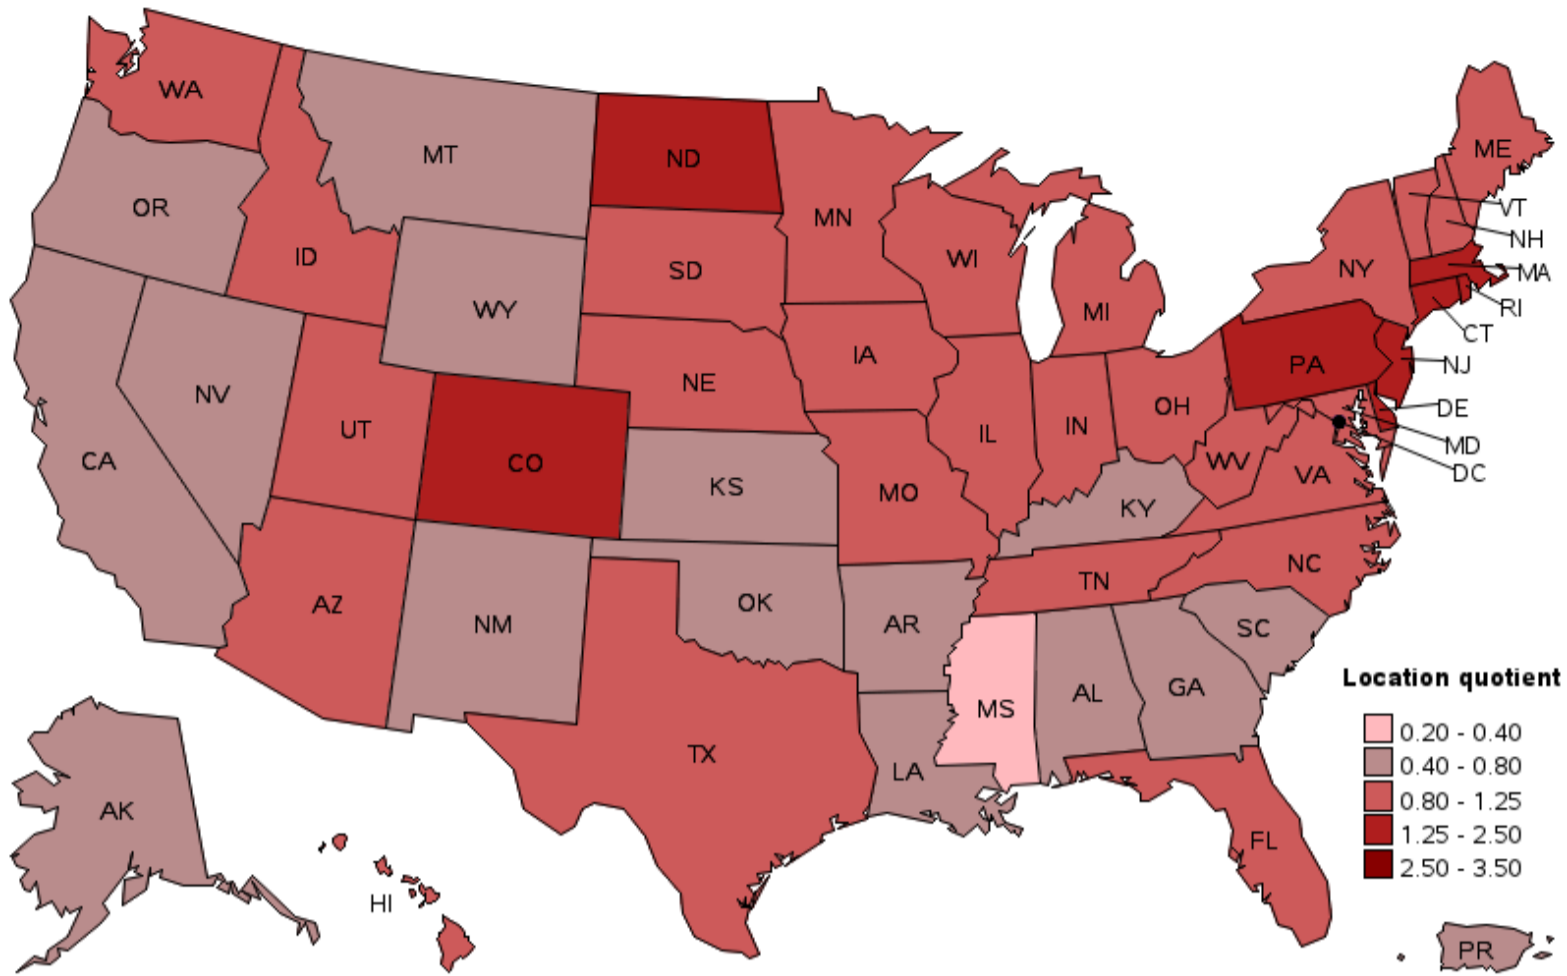 WA
MT
ND
ME
OR
MN
VT
NH
ID
SD
WI
NY
MA
WY
MI
RI
CT
IA
PA
NJ
NV
NE
UT
OH
DE
IL
IN
MD
CA
CO
WV
VA
DC
KS
MO
KY
AZ
NM
OK
AR
TN
NC
SC
MS
AL
GA
TX
LA
AK
HI
FL
PR
Location quotient
0.20 - 0.40
0.40 - 0.80
0.80 - 1.25
1.25 - 2.50
2.50 - 3.50